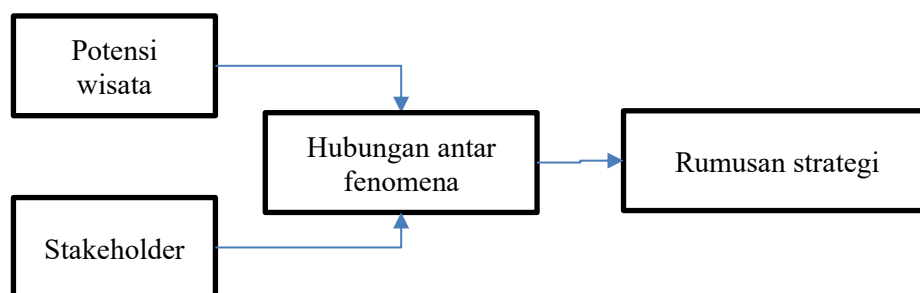 Potensi
wisata
Hubungan antar
fenomena
Rumusan strategi
Stakeholder